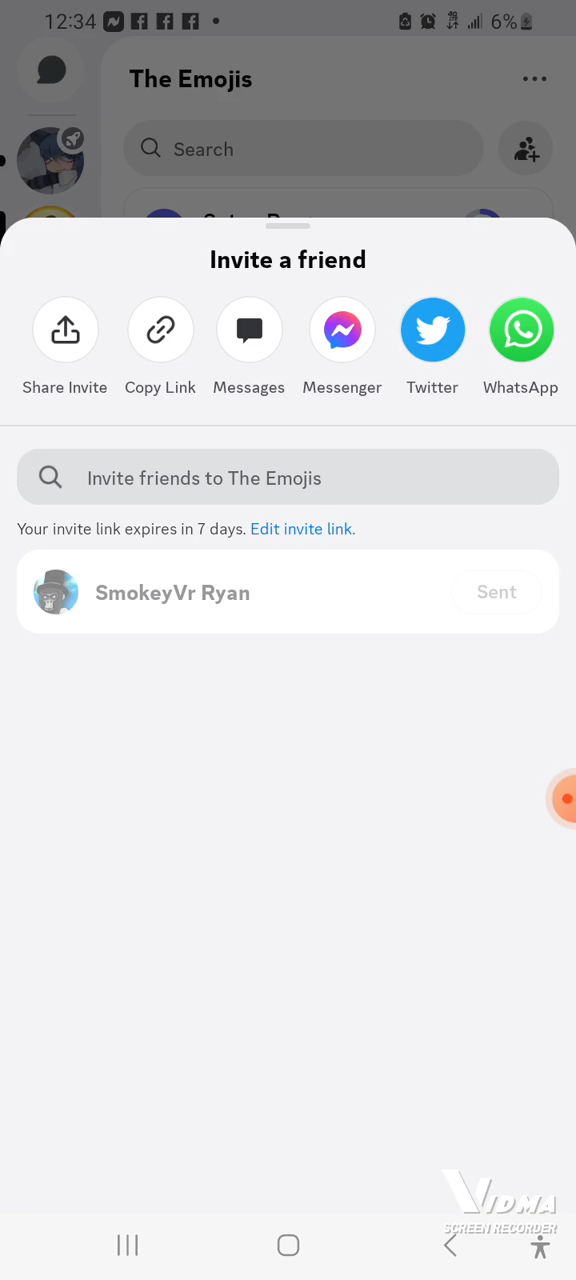 12:34
6%
The Emojis
Search
Invite a friend
Share Invite
Copy Link
Messages
Messenger
Twitter
WhatsApp
Invite friends to The Emojis
Your invite link expires in 7 days. Edit invite link.
SmokeyVr Ryan
Sent
VIDMA
SCREEN RECORDER